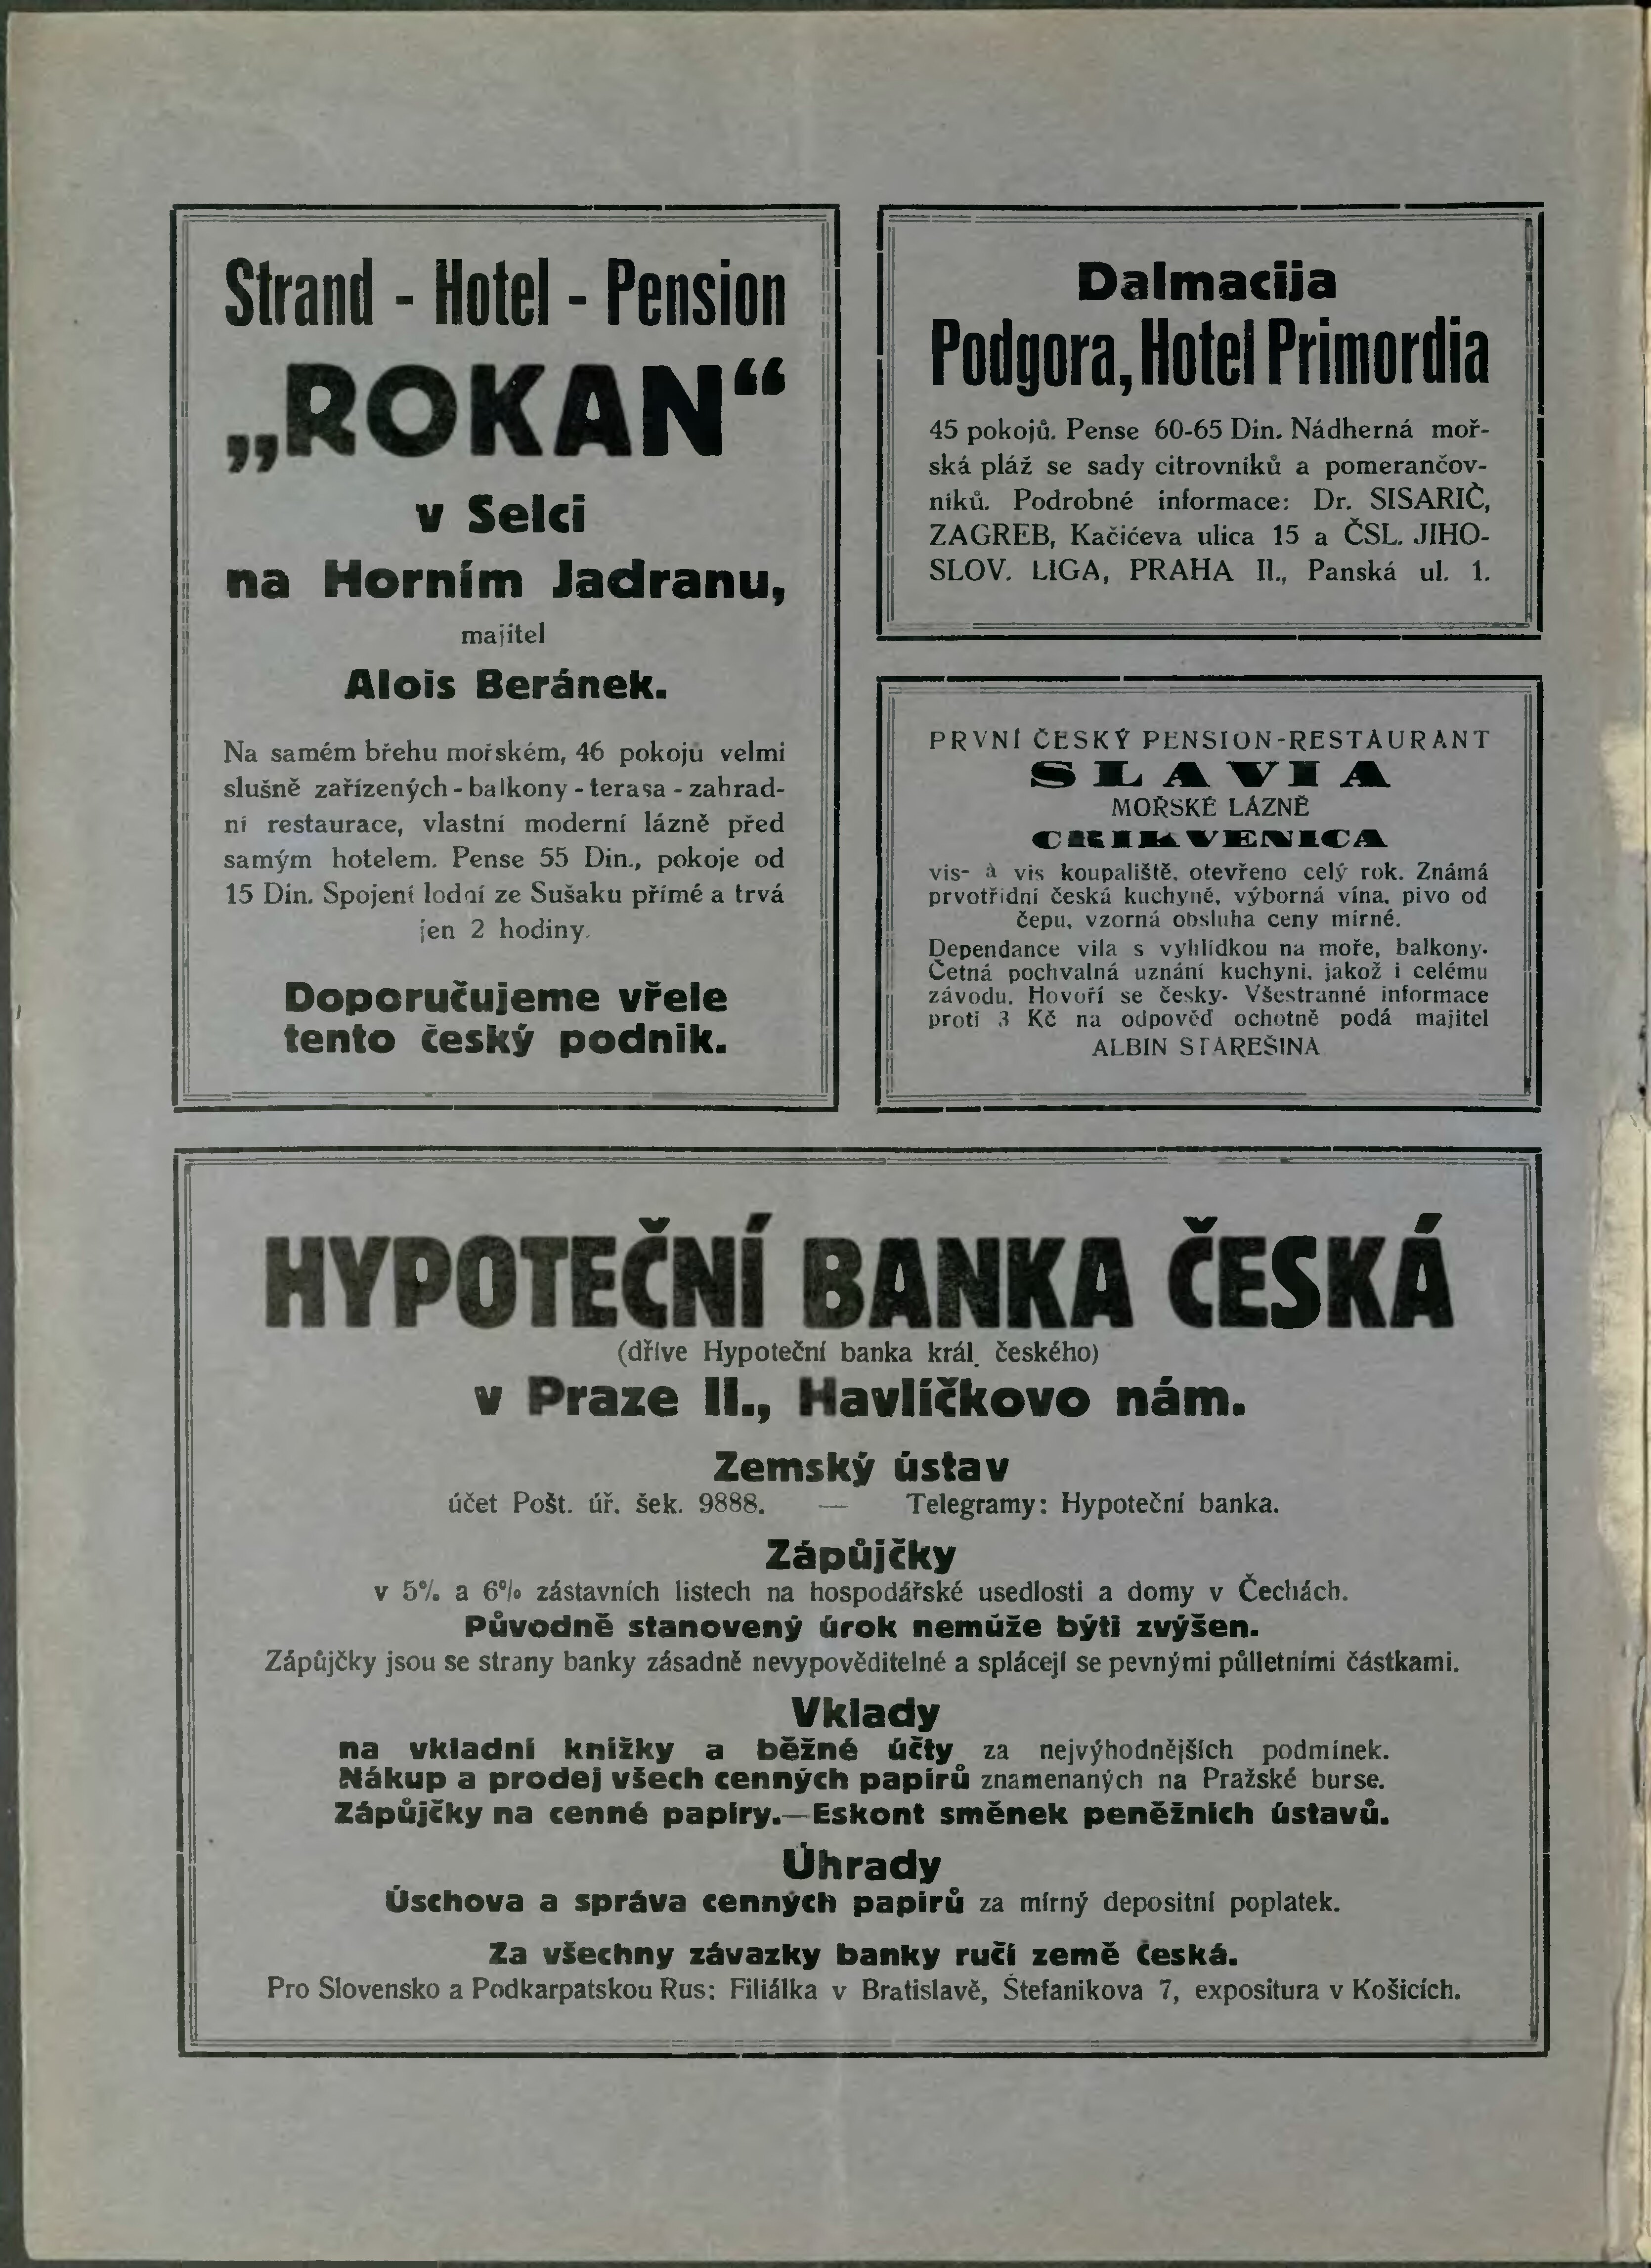 Strand - Hotel - Pension
„ROKAN“
v Selci
na Horním Jadranu,
majitel
Alois Beránek.
Na samém břehu mořském, 46 pokojů velmi
slušně zařízených - balkony - terasa - zahrad-
ní restaurace, vlastní moderní lázně před
samým hotelem. Pense 55 Din., pokoje od
15 Din. Spojení lodní ze Sušaku přímé a trvá
jen 2 hodiny.
Doporučujeme vřele
tento český podnik.
Dalmacija
Podgora, Hotel Primordia
45 pokojů. Pense 60-65 Din. Nádherná moř-
ská pláž se sady citrovníků a pomerančov-
níků. Podrobné informace: Dr. SISARIČ,
ZAGREB, Kačićeva ulica 15 a ČSL. JIHO-
SLOV. LIGA, PRAHA II., Panská ul. 1.
PRVNÍ ČESKÝ PENSION-RESTAURANT
SLAVIA
MOŘSKÉ LÁZNĚ
CRIKVENICA
vis- à vis koupaliště, otevřeno celý rok. Známá
prvotřídní česká kuchyně, výborná vína, pivo od
čepu, vzorná obsluha ceny mírné.
Dependance vila s vyhlídkou na moře, balkony.
Četná pochvalná uznání kuchyni, jakož i celému
závodu. Hovoří se česky. Všestranné informace
proti 3 Kč na odpověď ochotně podá majitel
ALBIN STAREŠINA
HYPOTEČNÍ BANKA ČESKÁ
(dříve Hypoteční banka král. českého)
v Praze II., Havlíčkovo nám.
Zemský ústav
účet Pošt. úř. šek. 9888. — Telegramy: Hypoteční banka.
Zápůjčky
v 5% a 6% zástavních listech na hospodářské usedlosti a domy v Čechách.
Původně stanovený úrok nemůže býti zvýšen.
Zápůjčky jsou se strany banky zásadně nevypověditelné a splácejí se pevnými půlletními částkami.
Vklady
na vkladní knížky a běžné účty za nejvýhodnějších podmínek.
Nákup a prodej všech cenných papírů znamenaných na Pražské burse.
Zápůjčky na cenné papíry.—Eskont směnek peněžních ústavů.
Úhrady
Úschova a správa cenných papírů za mírný depositní poplatek.
Za všechny závazky banky ručí země česká.
Pro Slovensko a Podkarpatskou Rus: Filiálka v Bratislavě, Štefanikova 7, expositura v Košicích.